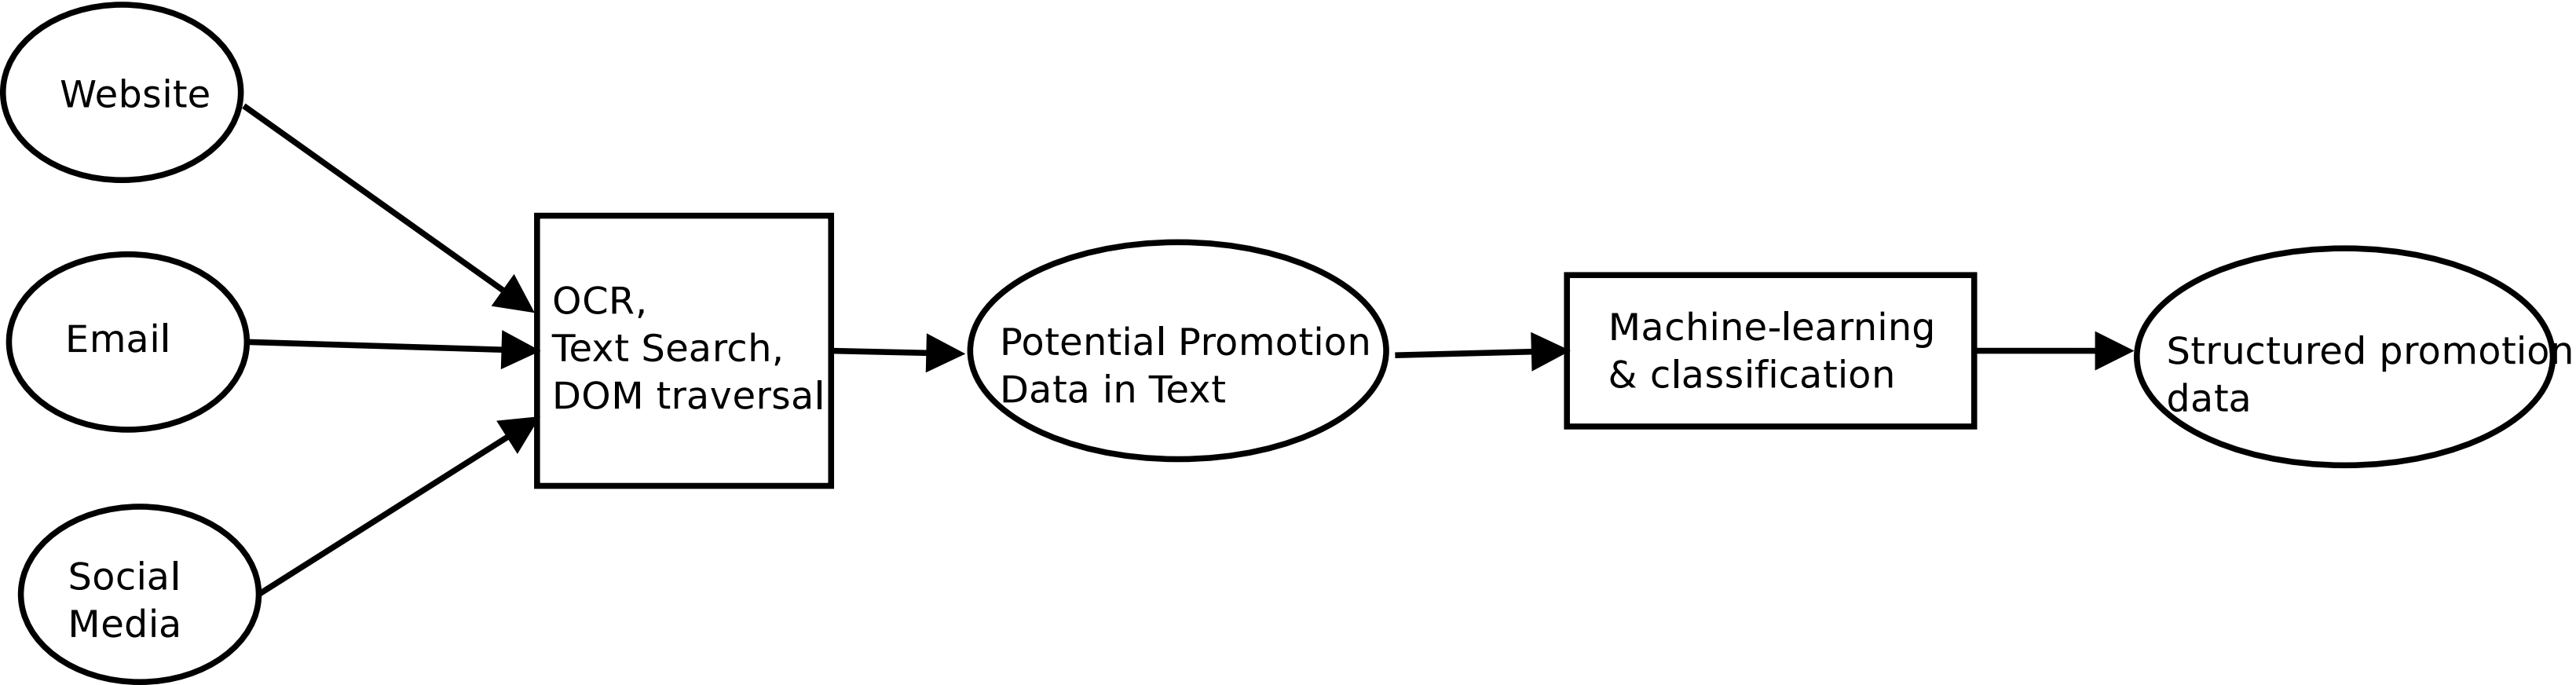 Website
Email
Social
Media
OCR,
Text Search,
DOM traversal
Potential Promotion
Data in Text
Machine-learning
& classification
Structured promotion
data